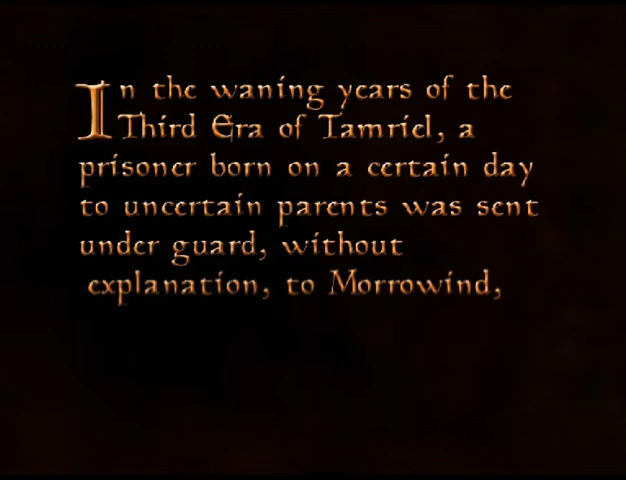 In the waning years of the
Third Era of Tamriel, a
prisoner born on a certain day
to uncertain parents was sent
under guard, without
explanation, to Morrowind,